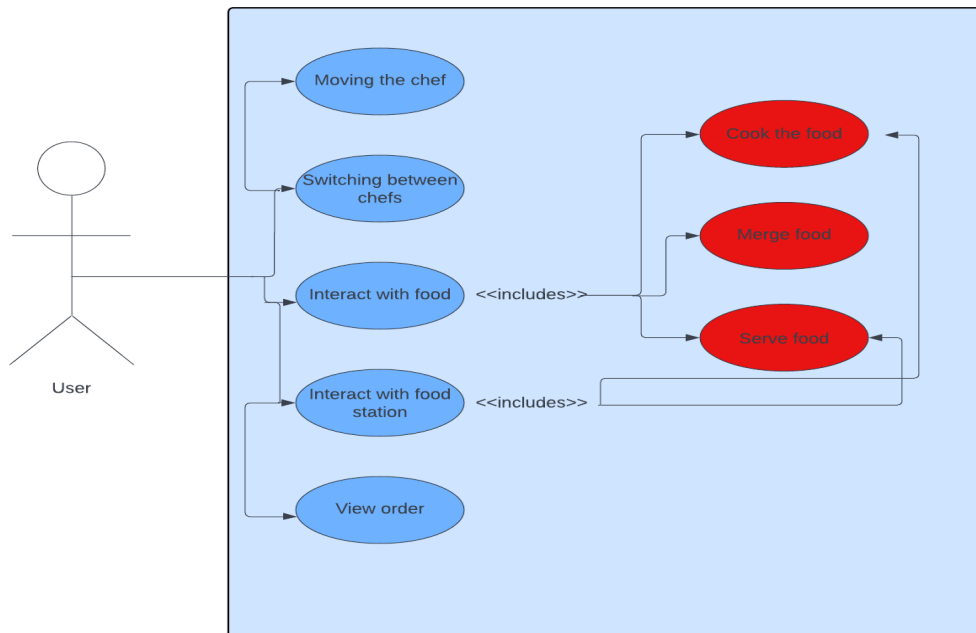 Moving the chef
Switching between
chefs
Interact with food
<<includes>>
Interact with food
station
<<includes>>
View order
Cook the food
Merge food
Serve food
User